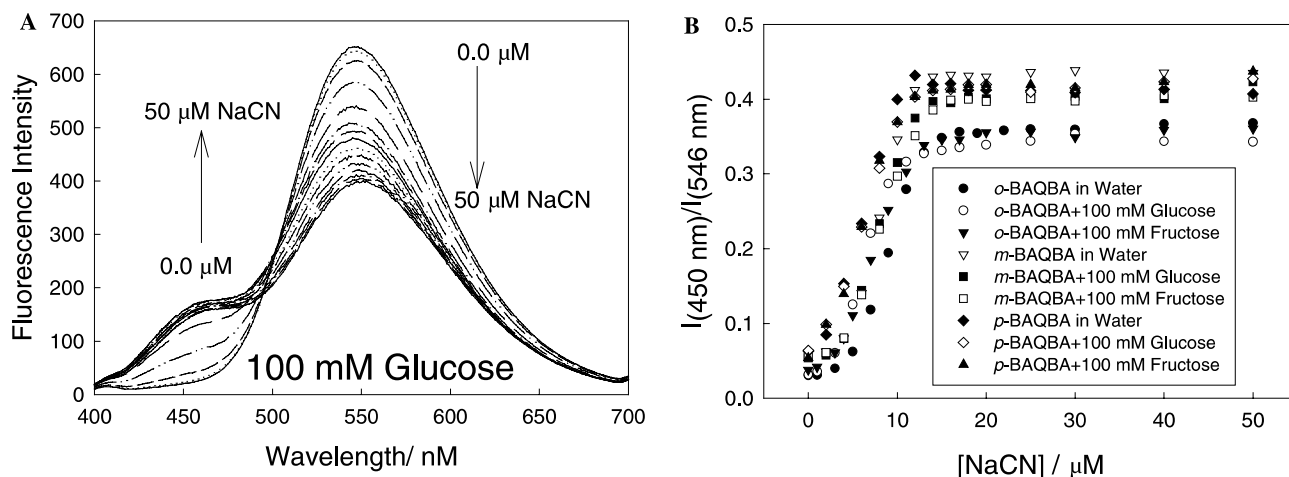 A
700
600
500
400
300
200
100
0
Fluorescence Intensity
50 μM NaCN
0.0 μM
0.0 μM
50 μM NaCN
100 mM Glucose
400 450 500 550 600 650 700
Wavelength/ nM
B
0.5
0.4
0.3
0.2
0.1
0.0
I(450 nm)/I(546 nm)
o-BAQBA in Water
o-BAQBA+100 mM Glucose
o-BAQBA+100 mM Fructose
m-BAQBA in Water
m-BAQBA+100 mM Glucose
m-BAQBA+100 mM Fructose
p-BAQBA in Water
p-BAQBA+100 mM Glucose
p-BAQBA+100 mM Fructose
0 10 20 30 40 50
[NaCN] / μM